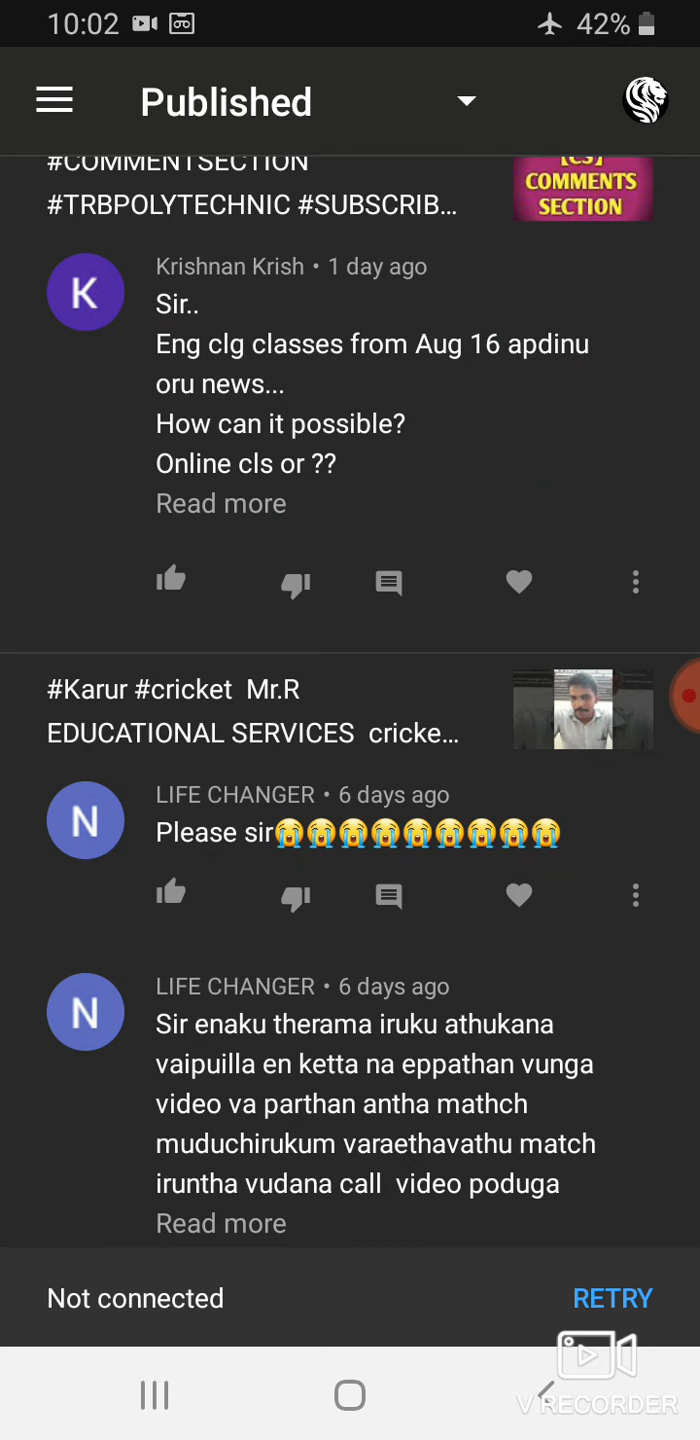 10:02
42%
Published
#COMMENTSECTION
#TRBPOLYTECHNIC #SUBSCRIB...
[CS]
COMMENTS
SECTION
K
Krishnan Krish • 1 day ago
Sir..
Eng clg classes from Aug 16 apdinu
oru news...
How can it possible?
Online cls or ??
Read more
#Karur #cricket Mr.R
EDUCATIONAL SERVICES cricke...
N
LIFE CHANGER • 6 days ago
Please sir😭😭😭😭😭😭😭😭😭
N
LIFE CHANGER • 6 days ago
Sir enaku therama iruku athukana
vaipuilla en ketta na eppathan vunga
video va parthan antha mathch
muduchirukum varaethavathu match
iruntha vudana call video poduga
Read more
Not connected
RETRY
V RECORDER